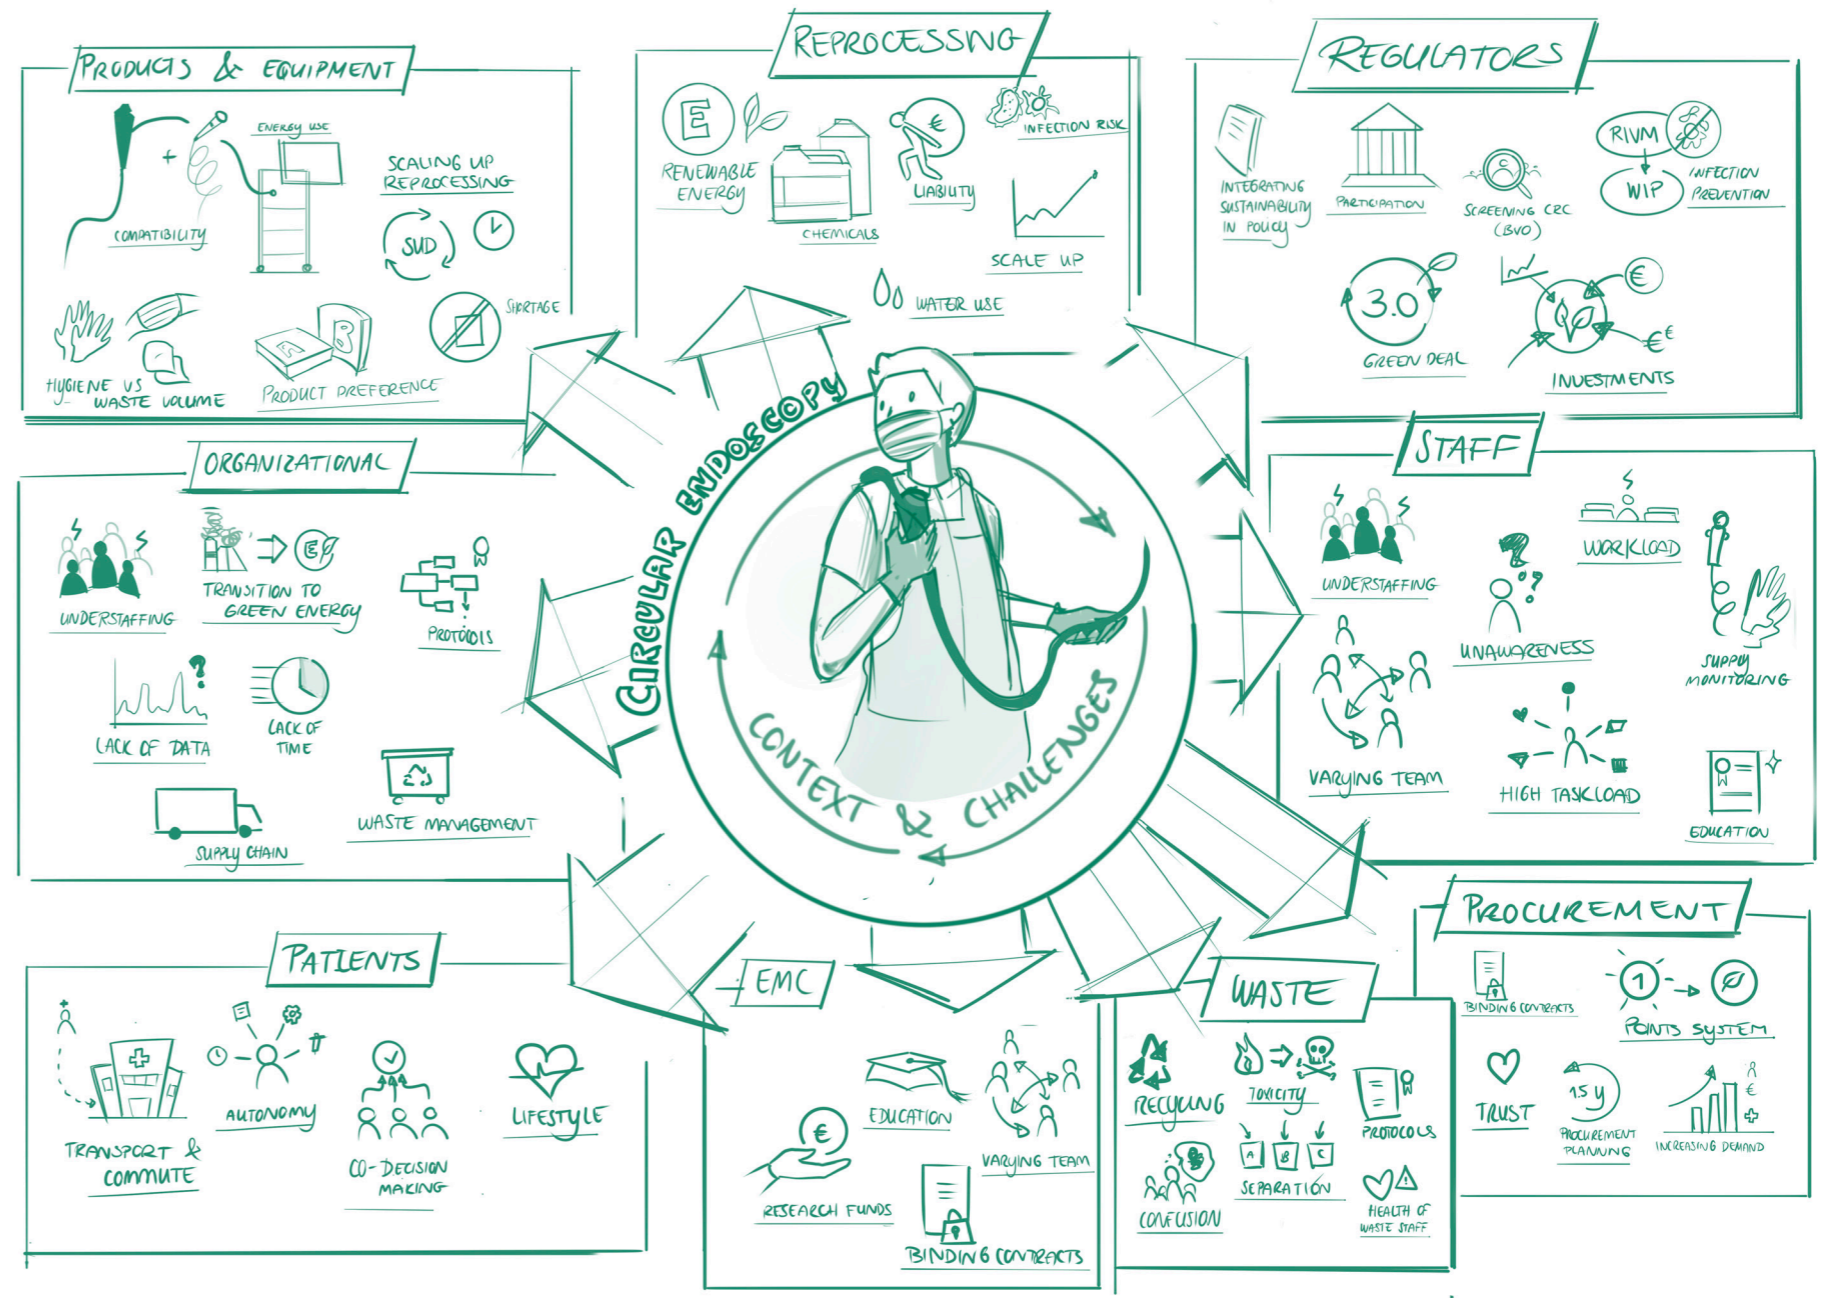 PRODUCTS & EQUIPMENT
ENERGY USE
+
COMPATIBILITY
SCALING UP
REPROCESSING
SUD
HYGIENE VS
WASTE VOLUME
B
PRODUCT PREFERENCE
SHORTAGE
REPROCESSING
E
RENEWABLE
ENERGY
CHEMICALS
€
LIABILITY
INFECTION RISK
SCALE UP
WATER USE
REGULATORS
INTEGRATING
SUSTAINABILITY
IN POLICY
PARTICIPATION
SCREENING CRC
(BVO)
RIVM
WIP
INFECTION
PREVENTION
3.0
GREEN DEAL
€
€€
INVESTMENTS
ORGANIZATIONAL
UNDERSTAFFING
E
TRANSITION TO
GREEN ENERGY
PROTOCOLS
?
LACK OF DATA
LACK OF
TIME
SUPPLY CHAIN
WASTE MANAGEMENT
CIRCULAR ENDOSCOPY
CONTEXT & CHALLENGES
STAFF
UNDERSTAFFING
?
?
UNAWARENESS
WORKLOAD
SUPPLY
MONITORING
VARYING TEAM
HIGH TASKLOAD
EDUCATION
PATIENTS
TRANSPORT &
COMMUTE
AUTONOMY
CO-DECISION
MAKING
LIFESTYLE
EMC
EDUCATION
€
RESEARCH FUNDS
VARYING TEAM
BINDING CONTRACTS
WASTE
RECYCLING
TOXICITY
PROTOCOLS
CONFUSION
A B C
SEPARATION
HEALTH OF
WASTE STAFF
PROCUREMENT
BINDING CONTRACTS
1
POINTS SYSTEM
TRUST
15 y
PROCUREMENT
PLANNING
€
INCREASING DEMAND